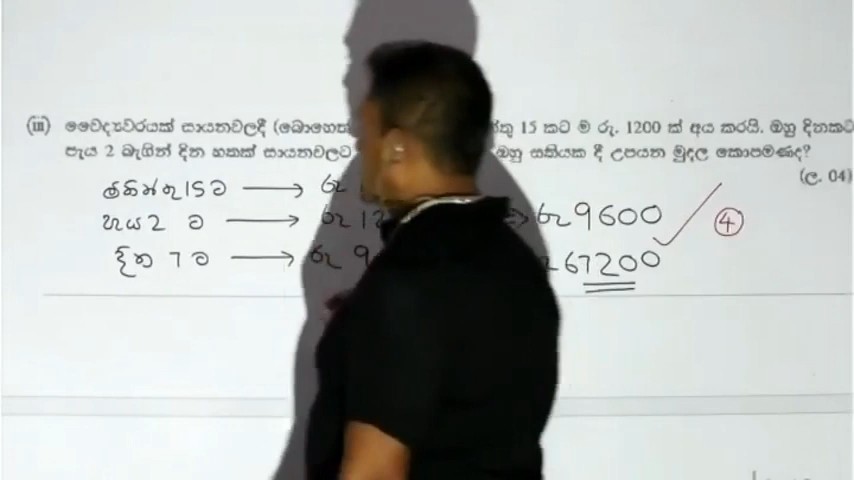 (iii) වෛද්‍යවරයක් සායනවලදී (බොහෙත් 15 කට ම රු. 1200 ක් අය කරයි. ඔහු දිනකට
පැය 2 බැගින් දින හතක් සායනවලට ඔහු සතියක දී උපයන මුදල කොපමණද?
(ල. 04)
මිනිත්තු 15 ට → රු
පැය 2 ට → රු 12 → රු 9600 ④
දින 7 ට → රු 9 67200